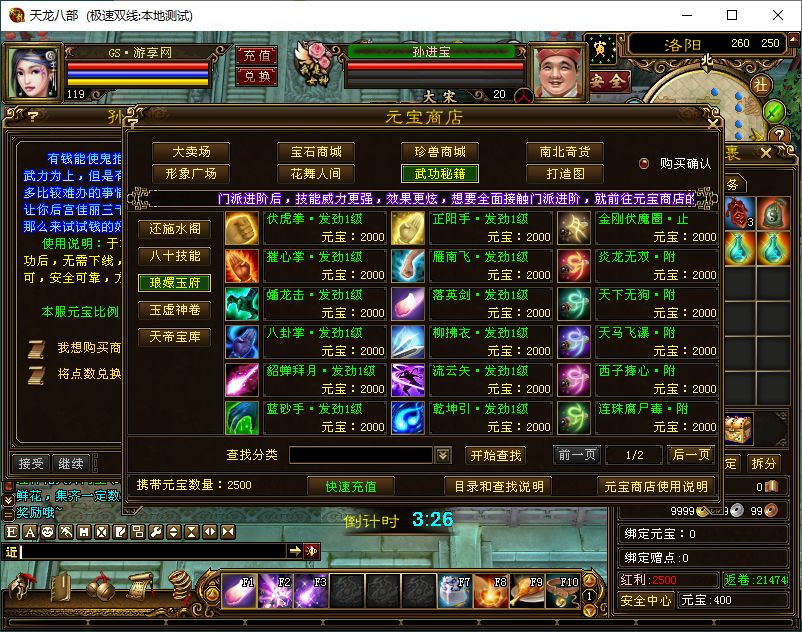 天龙八部 (极速双线:本地测试)
GS·游享网
充值
兑换
119
孙进宝
大宋
20
洛阳
260 250
北
安全
社
?
孙
元宝商店
大卖场
宝石商城
珍兽商城
南北奇货
形象广场
花舞人间
武功秘籍
打造图
购买确认
门派进阶后，技能威力更强，效果更炫，想要全面接触门派进阶，就前往元宝商店的
还施水阁
八十技能
琅嬛玉府
玉虚神卷
天帝宝库
伏虎拳·发劲1级
元宝：2000
正阳手·发劲1级
元宝：2000
金刚伏魔圈·止
元宝：2000
摧心掌·发劲1级
元宝：2000
雁南飞·发劲1级
元宝：2000
炎龙无双·附
元宝：2000
蟠龙击·发劲1级
元宝：2000
落英剑·发劲1级
元宝：2000
天下无狗·附
元宝：2000
八卦掌·发劲1级
元宝：2000
柳拂衣·发劲1级
元宝：2000
天马飞瀑·附
元宝：2000
貂蝉拜月·发劲1级
元宝：2000
流云矢·发劲1级
元宝：2000
西子捧心·附
元宝：2000
蓝砂手·发劲1级
元宝：2000
乾坤引·发劲1级
元宝：2000
连珠腐尸毒·附
元宝：2000
查找分类
开始查找
前一页
1/2
后一页
携带元宝数量：2500
快速充值
目录和查找说明
元宝商店使用说明
有钱能使鬼推
武力为上，但是有
多比较难办的事情
让你后宫佳丽三千
那么来试试钱的好
使用说明：于
功后，无需下线，
可，安全可靠，方
本服元宝比例
我想购买商
将点数兑换
接受
继续
鲜花，集齐一定数
奖励哦~
倒计时 3:26
近
F1
F2
F3
F7
F8
F9
F10
1
裹
务
3
定
拆分
0
9999
99
99
绑定元宝：0
绑定赠点：0
红利：2500
返卷：21474
安全中心
元宝：400